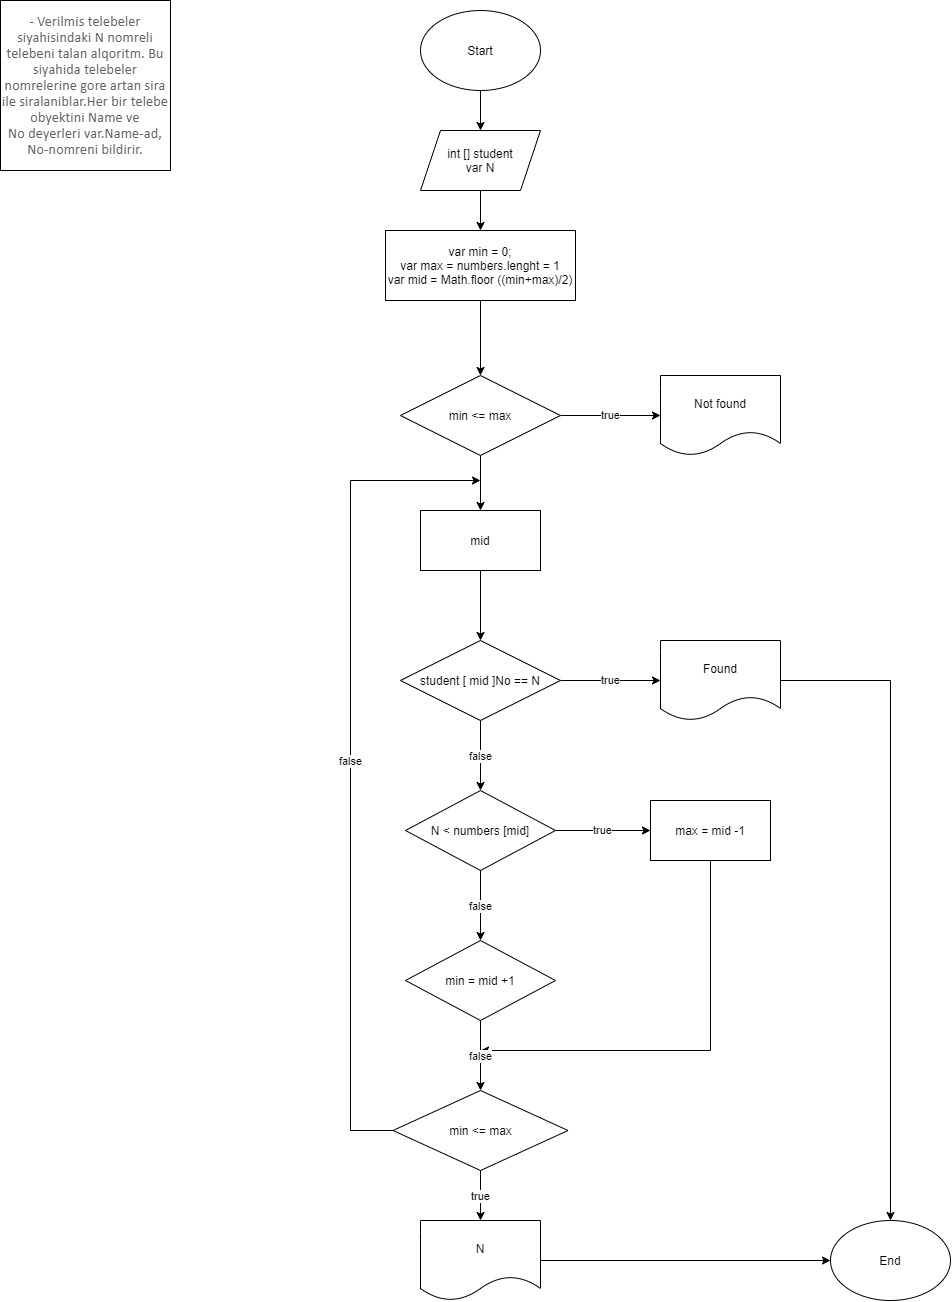 - Verilmis telebeler
siyahisindaki N nomreli
telebeni talan alqoritm. Bu
siyahida telebeler
nomrelerine gore artan sira
ile siralaniblar.Her bir telebe
obyektini Name ve
No deyerleri var.Name-ad,
No-nomreni bildirir.
Start
int [] student
var N
var min = 0;
var max = numbers.lenght = 1
var mid = Math.floor ((min+max)/2)
min <= max
true
Not found
mid
student [ mid ]No == N
true
Found
false
false
N < numbers [mid]
true
max = mid -1
false
min = mid +1
false
min <= max
true
N
End